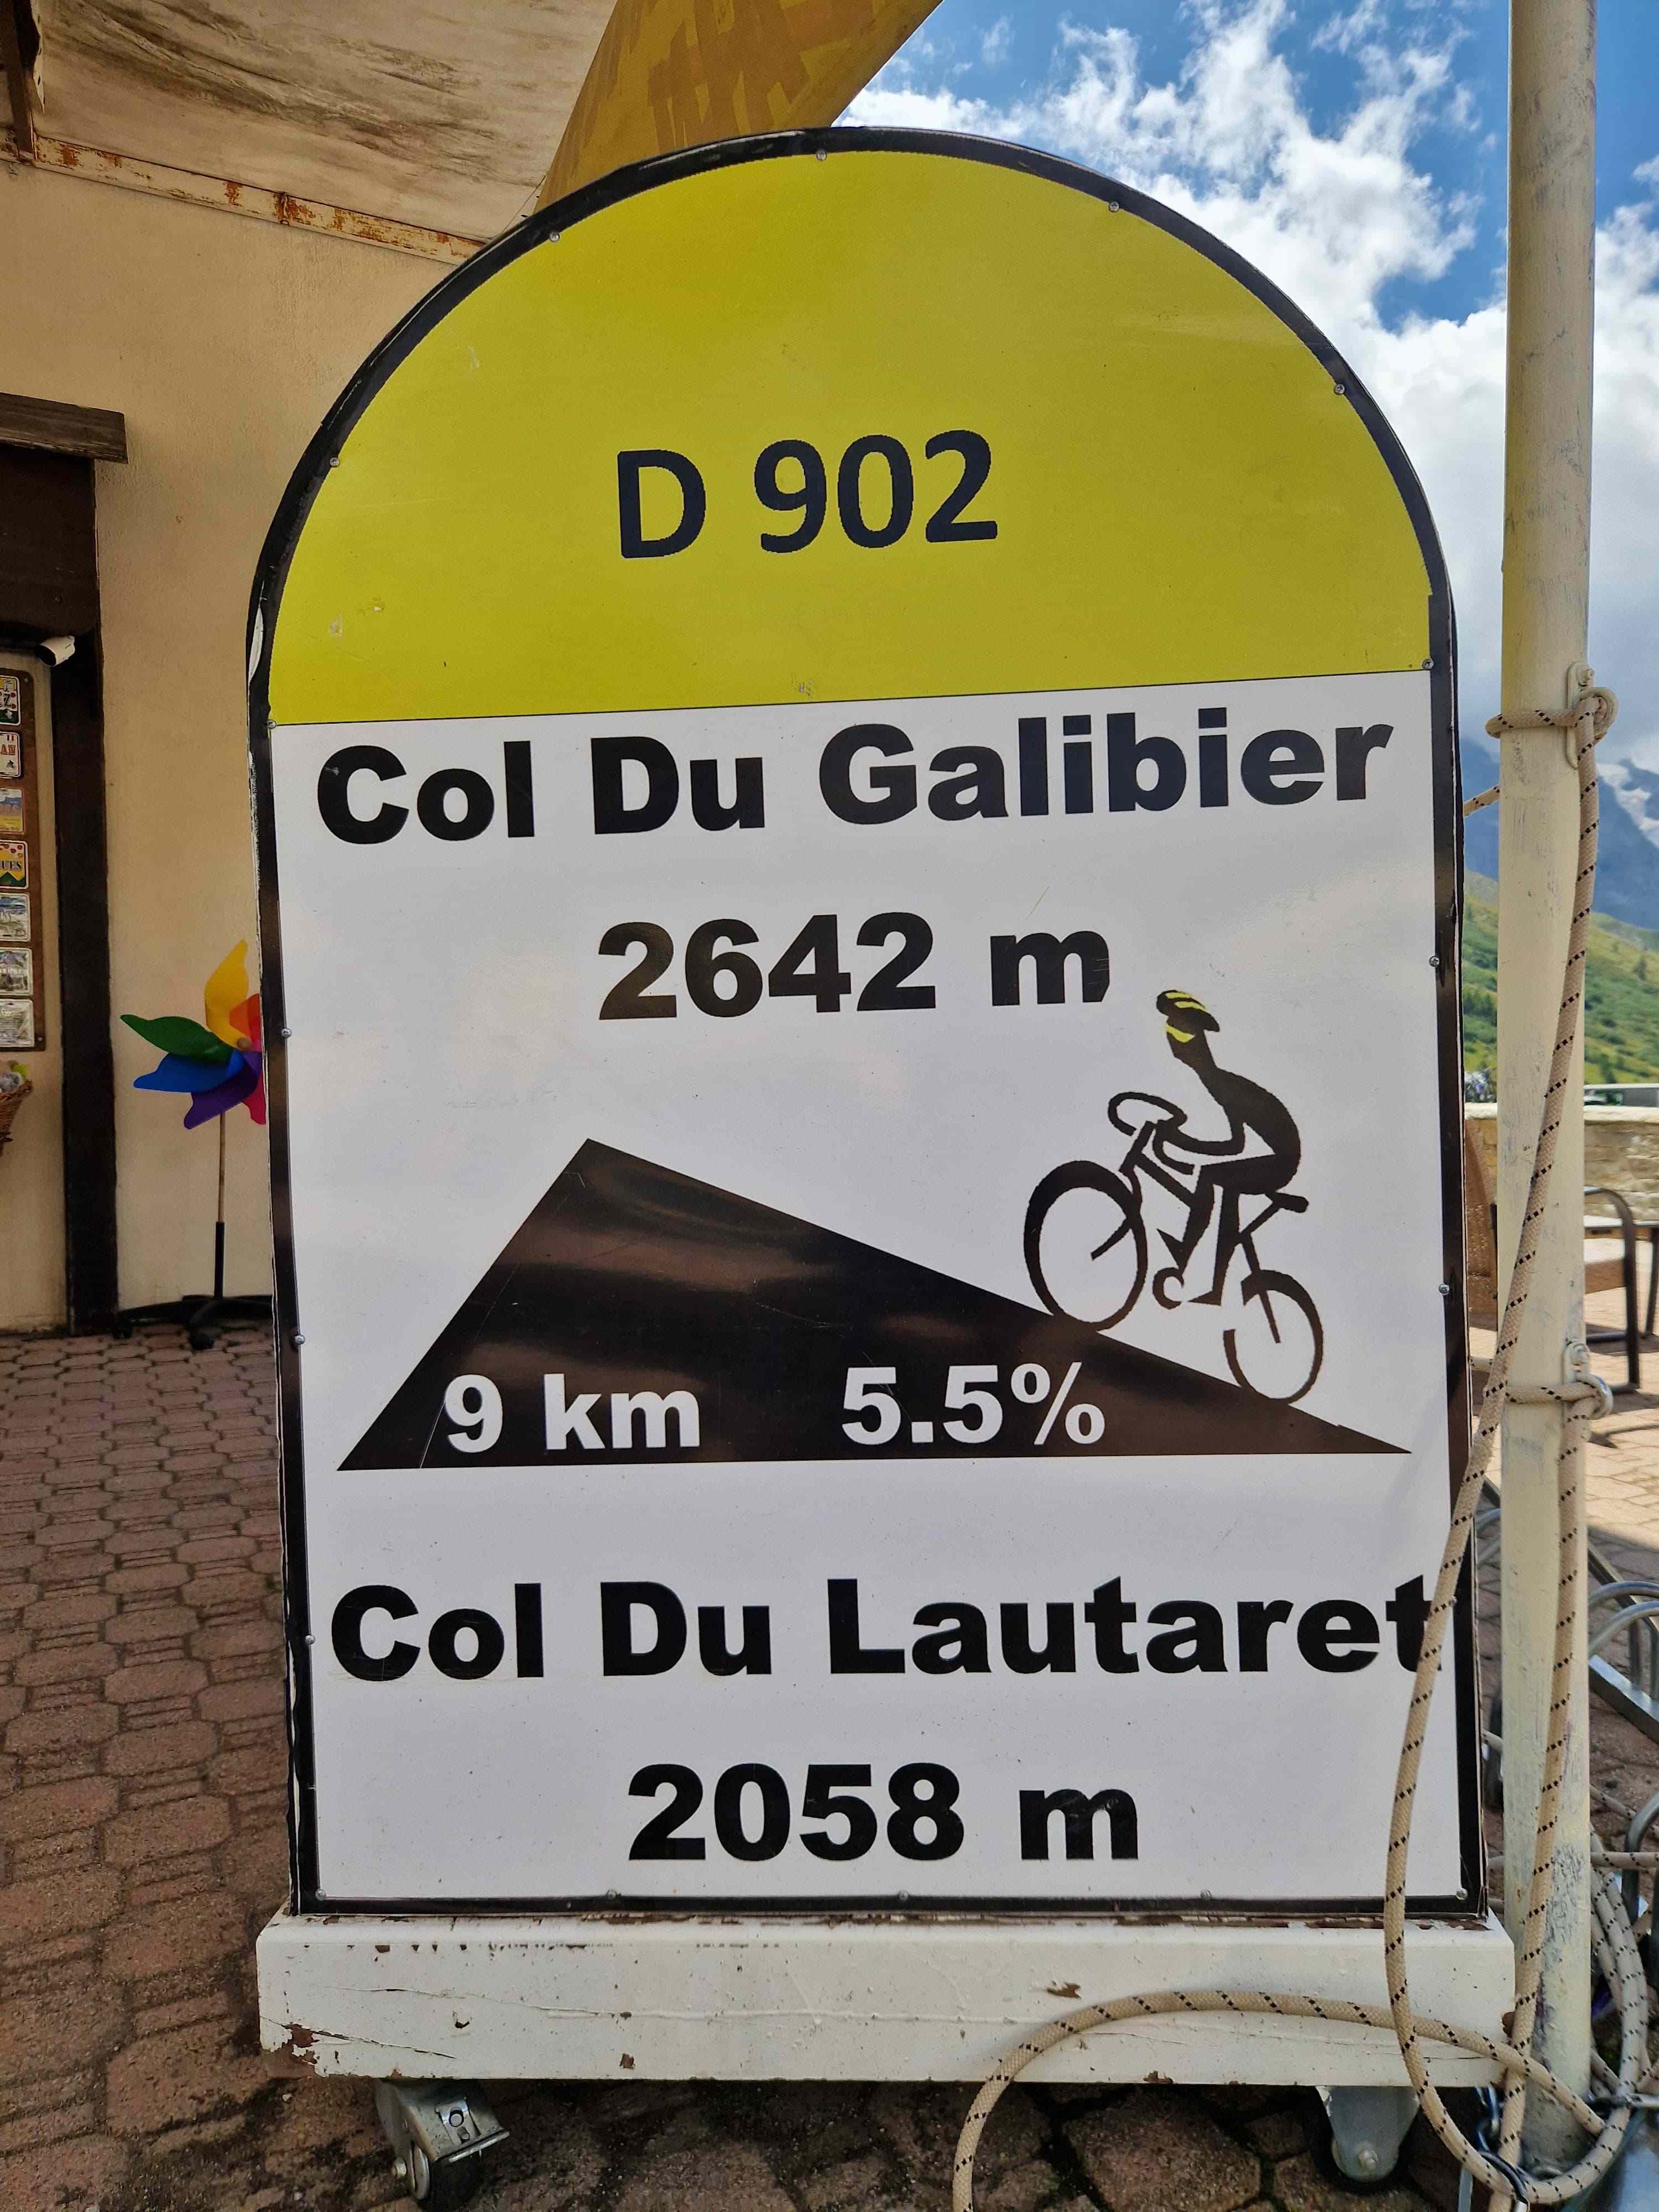 D 902
Col Du Galibier
2642 m
9 km 5.5%
Col Du Lautaret
2058 m